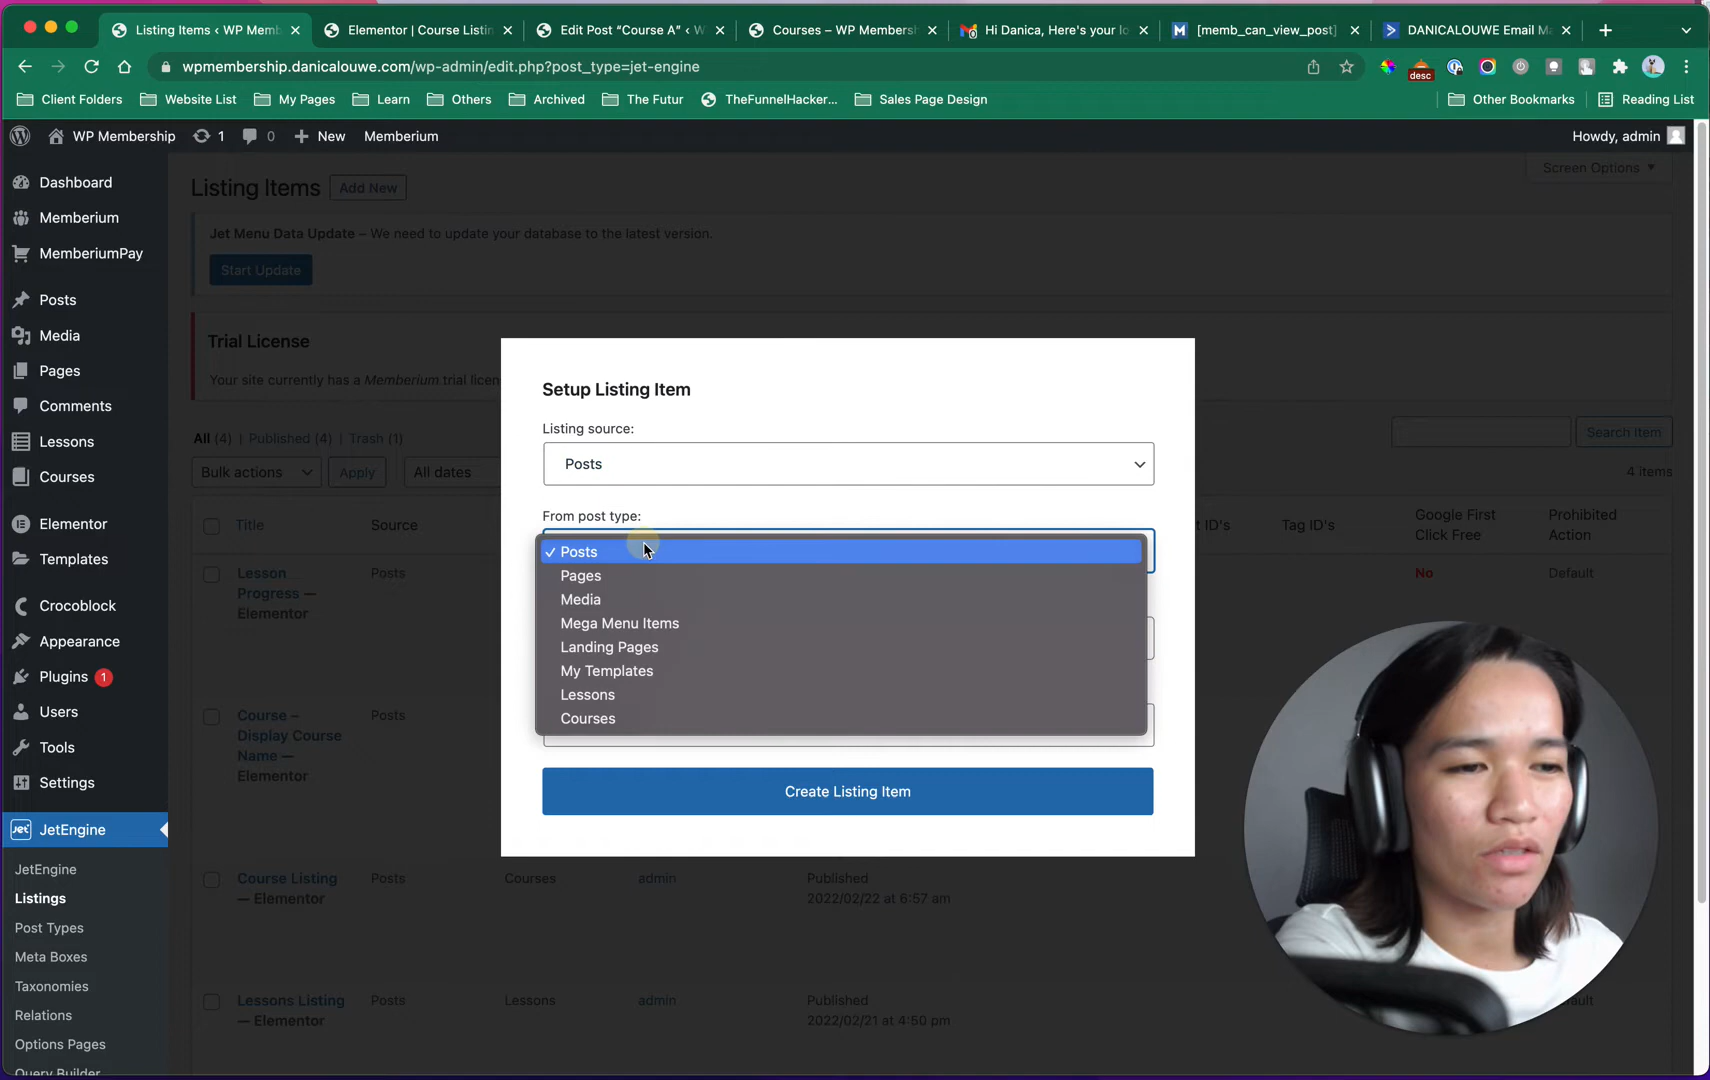 Listing Items ‹ WP Memb
Elementor | Course Listin
Edit Post “Course A” ‹ W
Courses – WP Membersh
Hi Danica, Here's your lo
[memb_can_view_post]
DANICALOUWE Email Ma
wpmembership.danicalouwe.com/wp-admin/edit.php?post_type=jet-engine
desc
Client Folders
Website List
My Pages
Learn
Others
Archived
The Futur
TheFunnelHacker...
Sales Page Design
Other Bookmarks
Reading List
WP Membership
1
0
New
Memberium
Howdy, admin
Dashboard
Memberium
MemberiumPay
Posts
Media
Pages
Comments
Lessons
Courses
Elementor
Templates
Crocoblock
Appearance
Plugins 1
Users
Tools
Settings
JetEngine
JetEngine
Listings
Post Types
Meta Boxes
Taxonomies
Relations
Options Pages
Query Builder
Screen Options
Listing Items
Add New
Jet Menu Data Update – We need to update your database to the latest version.
Start Update
Trial License
Your site currently has a Memberium trial licen
All (4) | Published (4) | Trash (1)
Search Item
Bulk actions
Apply
All dates
4 items
Title
Source
t ID's
Tag ID's
Google First
Click Free
Prohibited
Action
Lesson
Progress —
Elementor
Posts
No
Default
Course –
Display Course
Name —
Elementor
Posts
Course Listing
— Elementor
Posts
Courses
admin
Published
2022/02/22 at 6:57 am
Lessons Listing
— Elementor
Posts
Lessons
admin
Published
2022/02/21 at 4:50 pm
Setup Listing Item
Listing source:
Posts
From post type:
Posts
Pages
Media
Mega Menu Items
Landing Pages
My Templates
Lessons
Courses
Create Listing Item